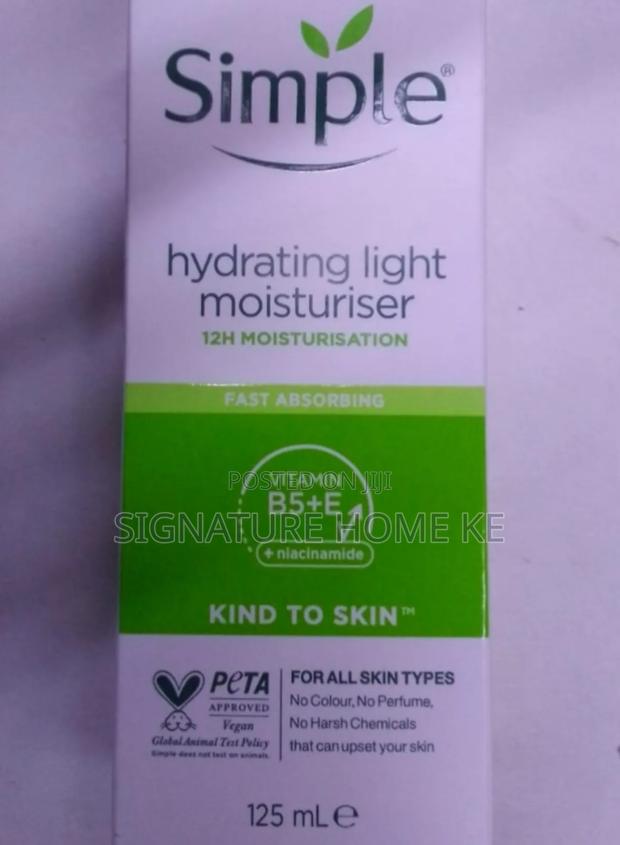 Simple®
hydrating light
moisturiser
12H MOISTURISATION
FAST ABSORBING
VITAMIN
POSTED ON JIJI
B5+E
SIGNATURE HOME KE
+ niacinamide
KIND TO SKIN™
PETA
APPROVED
Vegan
Global Animal Test Policy
Simple does not test on animals.
FOR ALL SKIN TYPES
No Colour, No Perfume,
No Harsh Chemicals
that can upset your skin
125 mL℮